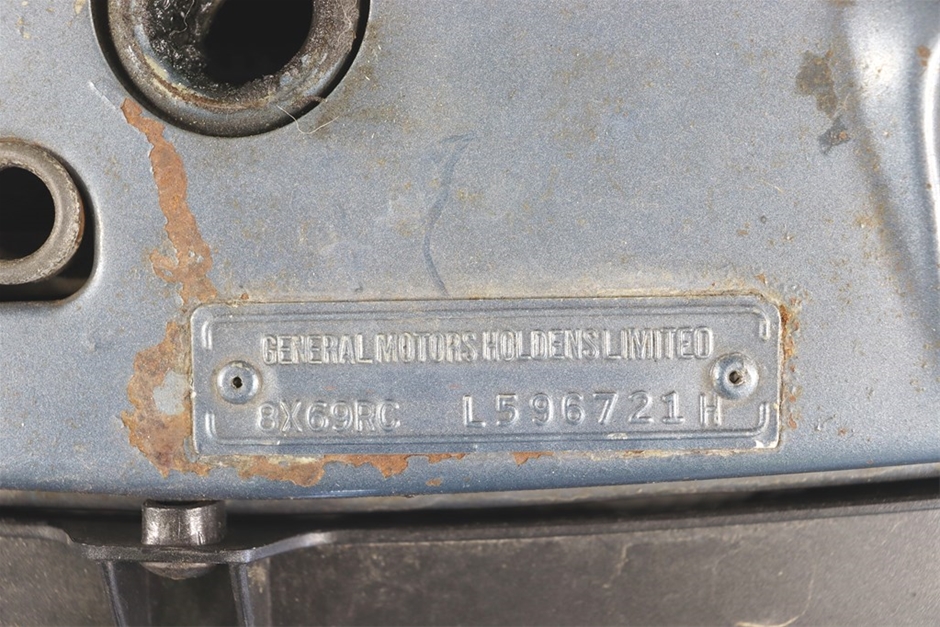 GENERAL MOTORS HOLDENS LIMITED
8X69RC L596721H